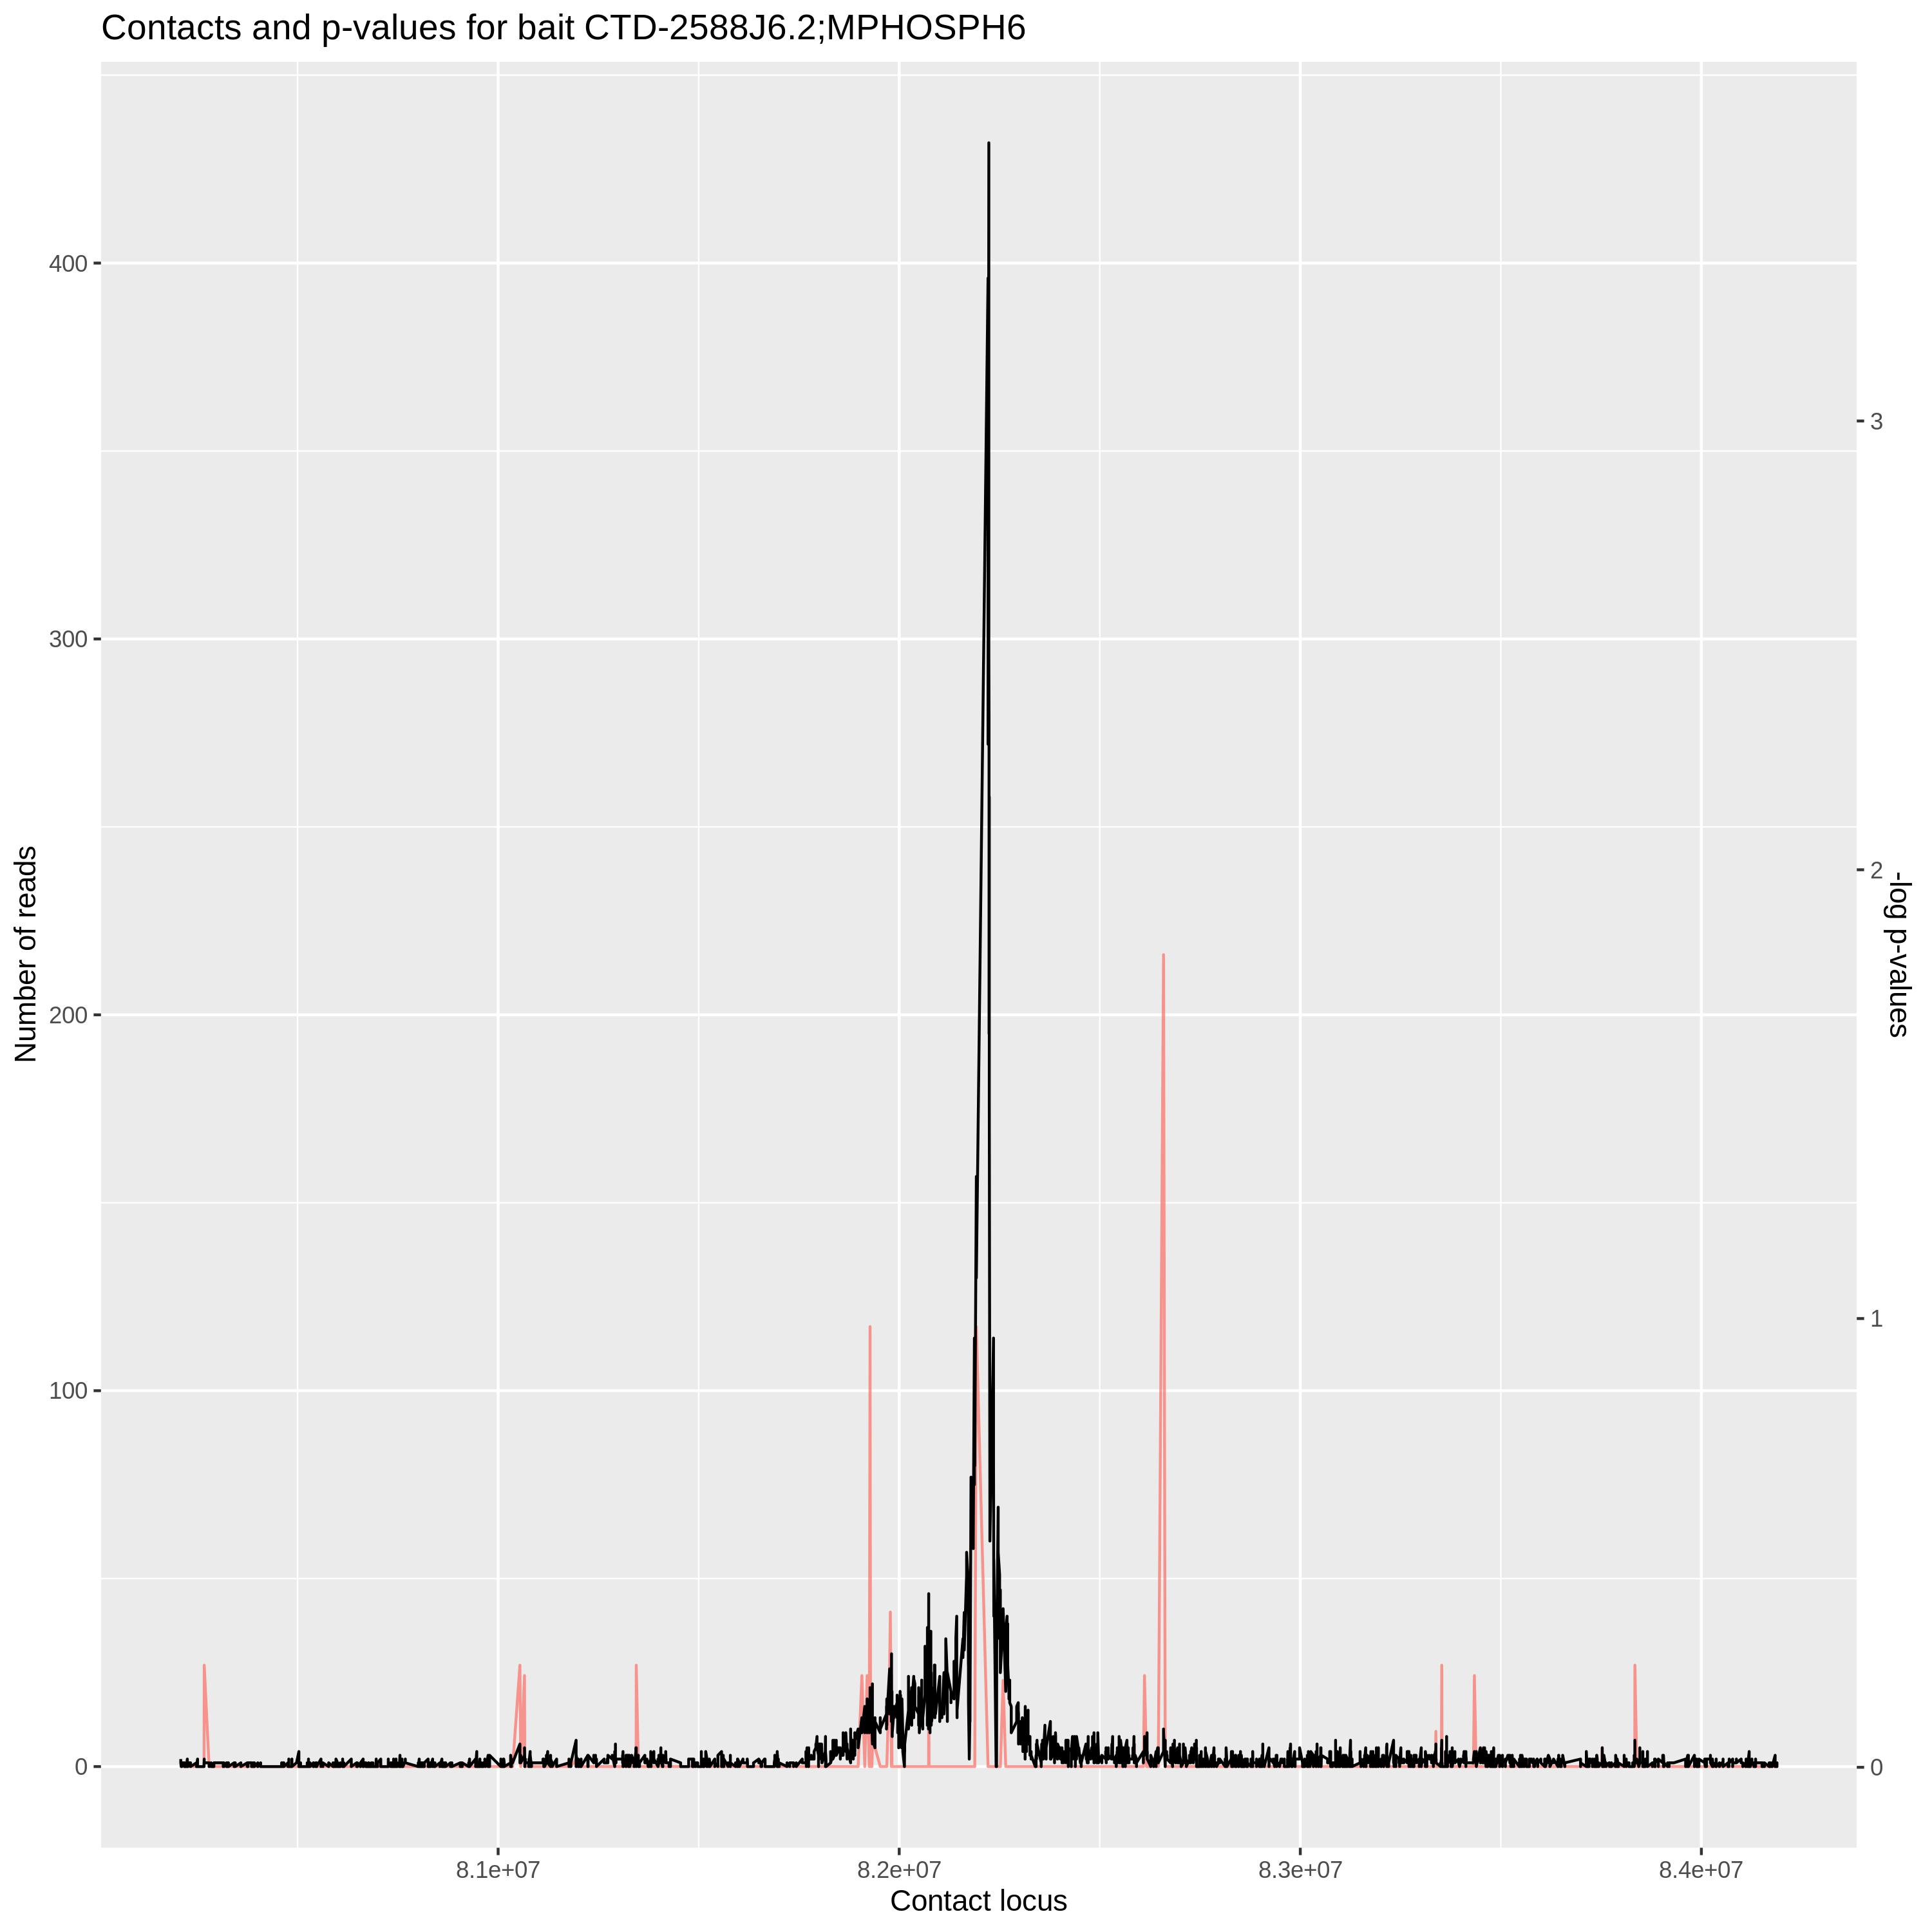 Contacts and p-values for bait CTD-2588J6.2;MPHOSPH6
400
300
200
100
0
Number of reads
3
2
1
0
-log p-values
8.1e+07
8.2e+07
8.3e+07
8.4e+07
Contact locus